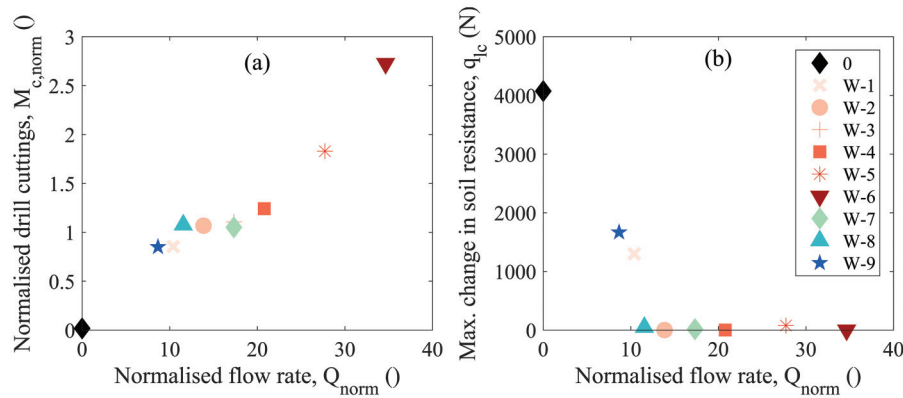 Normalised drill cuttings, M_c,norm ()
3
2.5
2
1.5
1
0.5
0
(a)
0 10 20 30 40
Normalised flow rate, Q_norm ()
Max. change in soil resistance, q_lc (N)
5000
4000
3000
2000
1000
0
(b)
0
W-1
W-2
W-3
W-4
W-5
W-6
W-7
W-8
W-9
0 10 20 30 40
Normalised flow rate, Q_norm ()